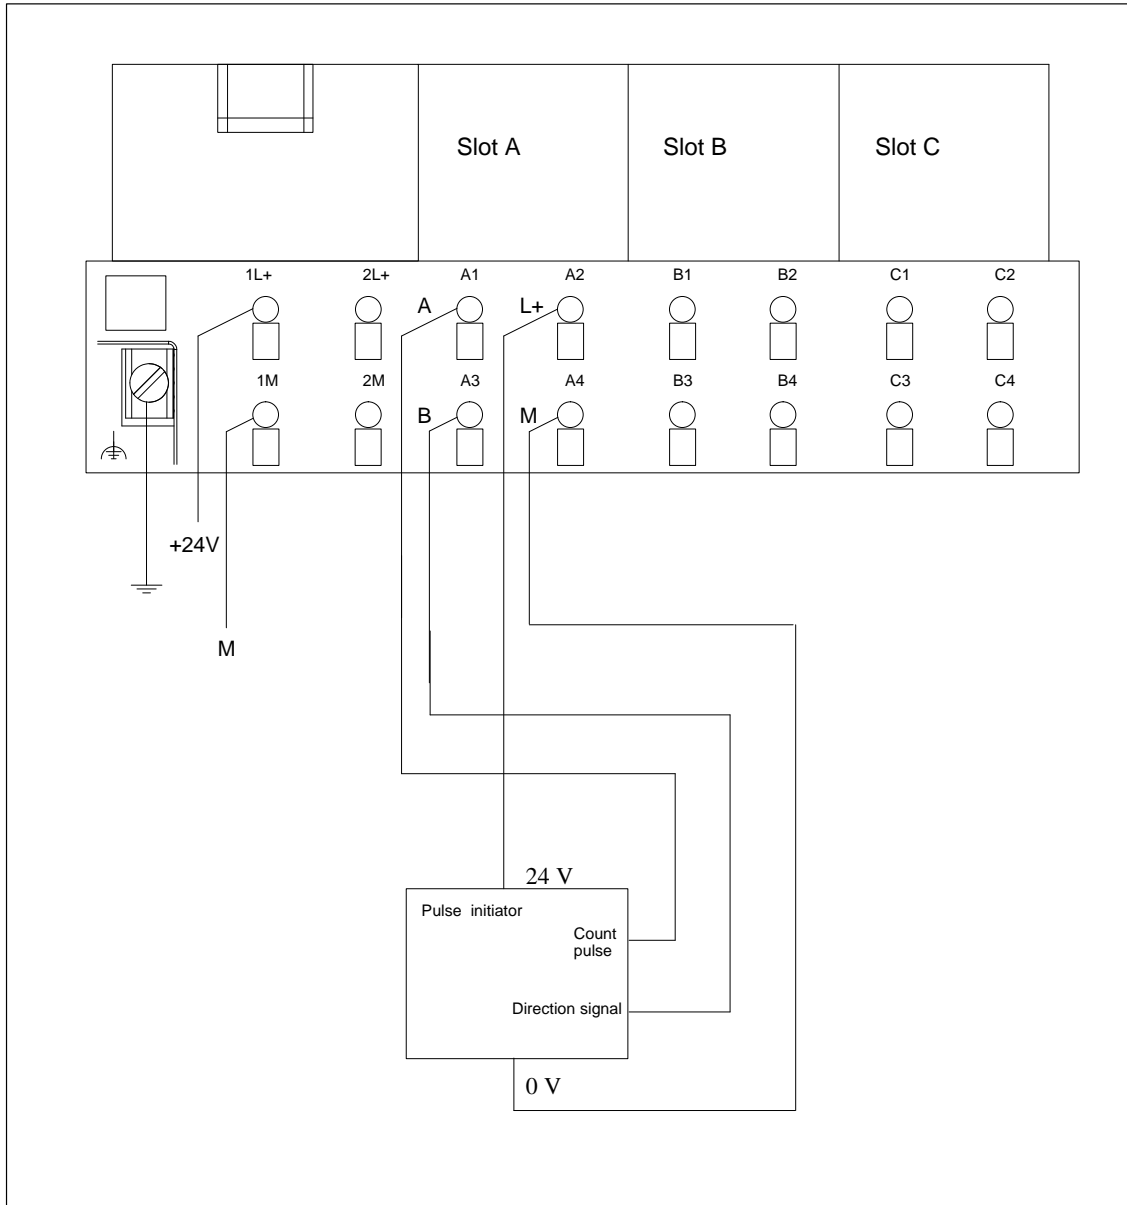 Slot A Slot B Slot C
1L+ 2L+ A1 A2 B1 B2 C1 C2
A L+
1M 2M A3 A4 B3 B4 C3 C4
B M
+24V
M
24 V
Pulse initiator
Count
pulse
Direction signal
0 V